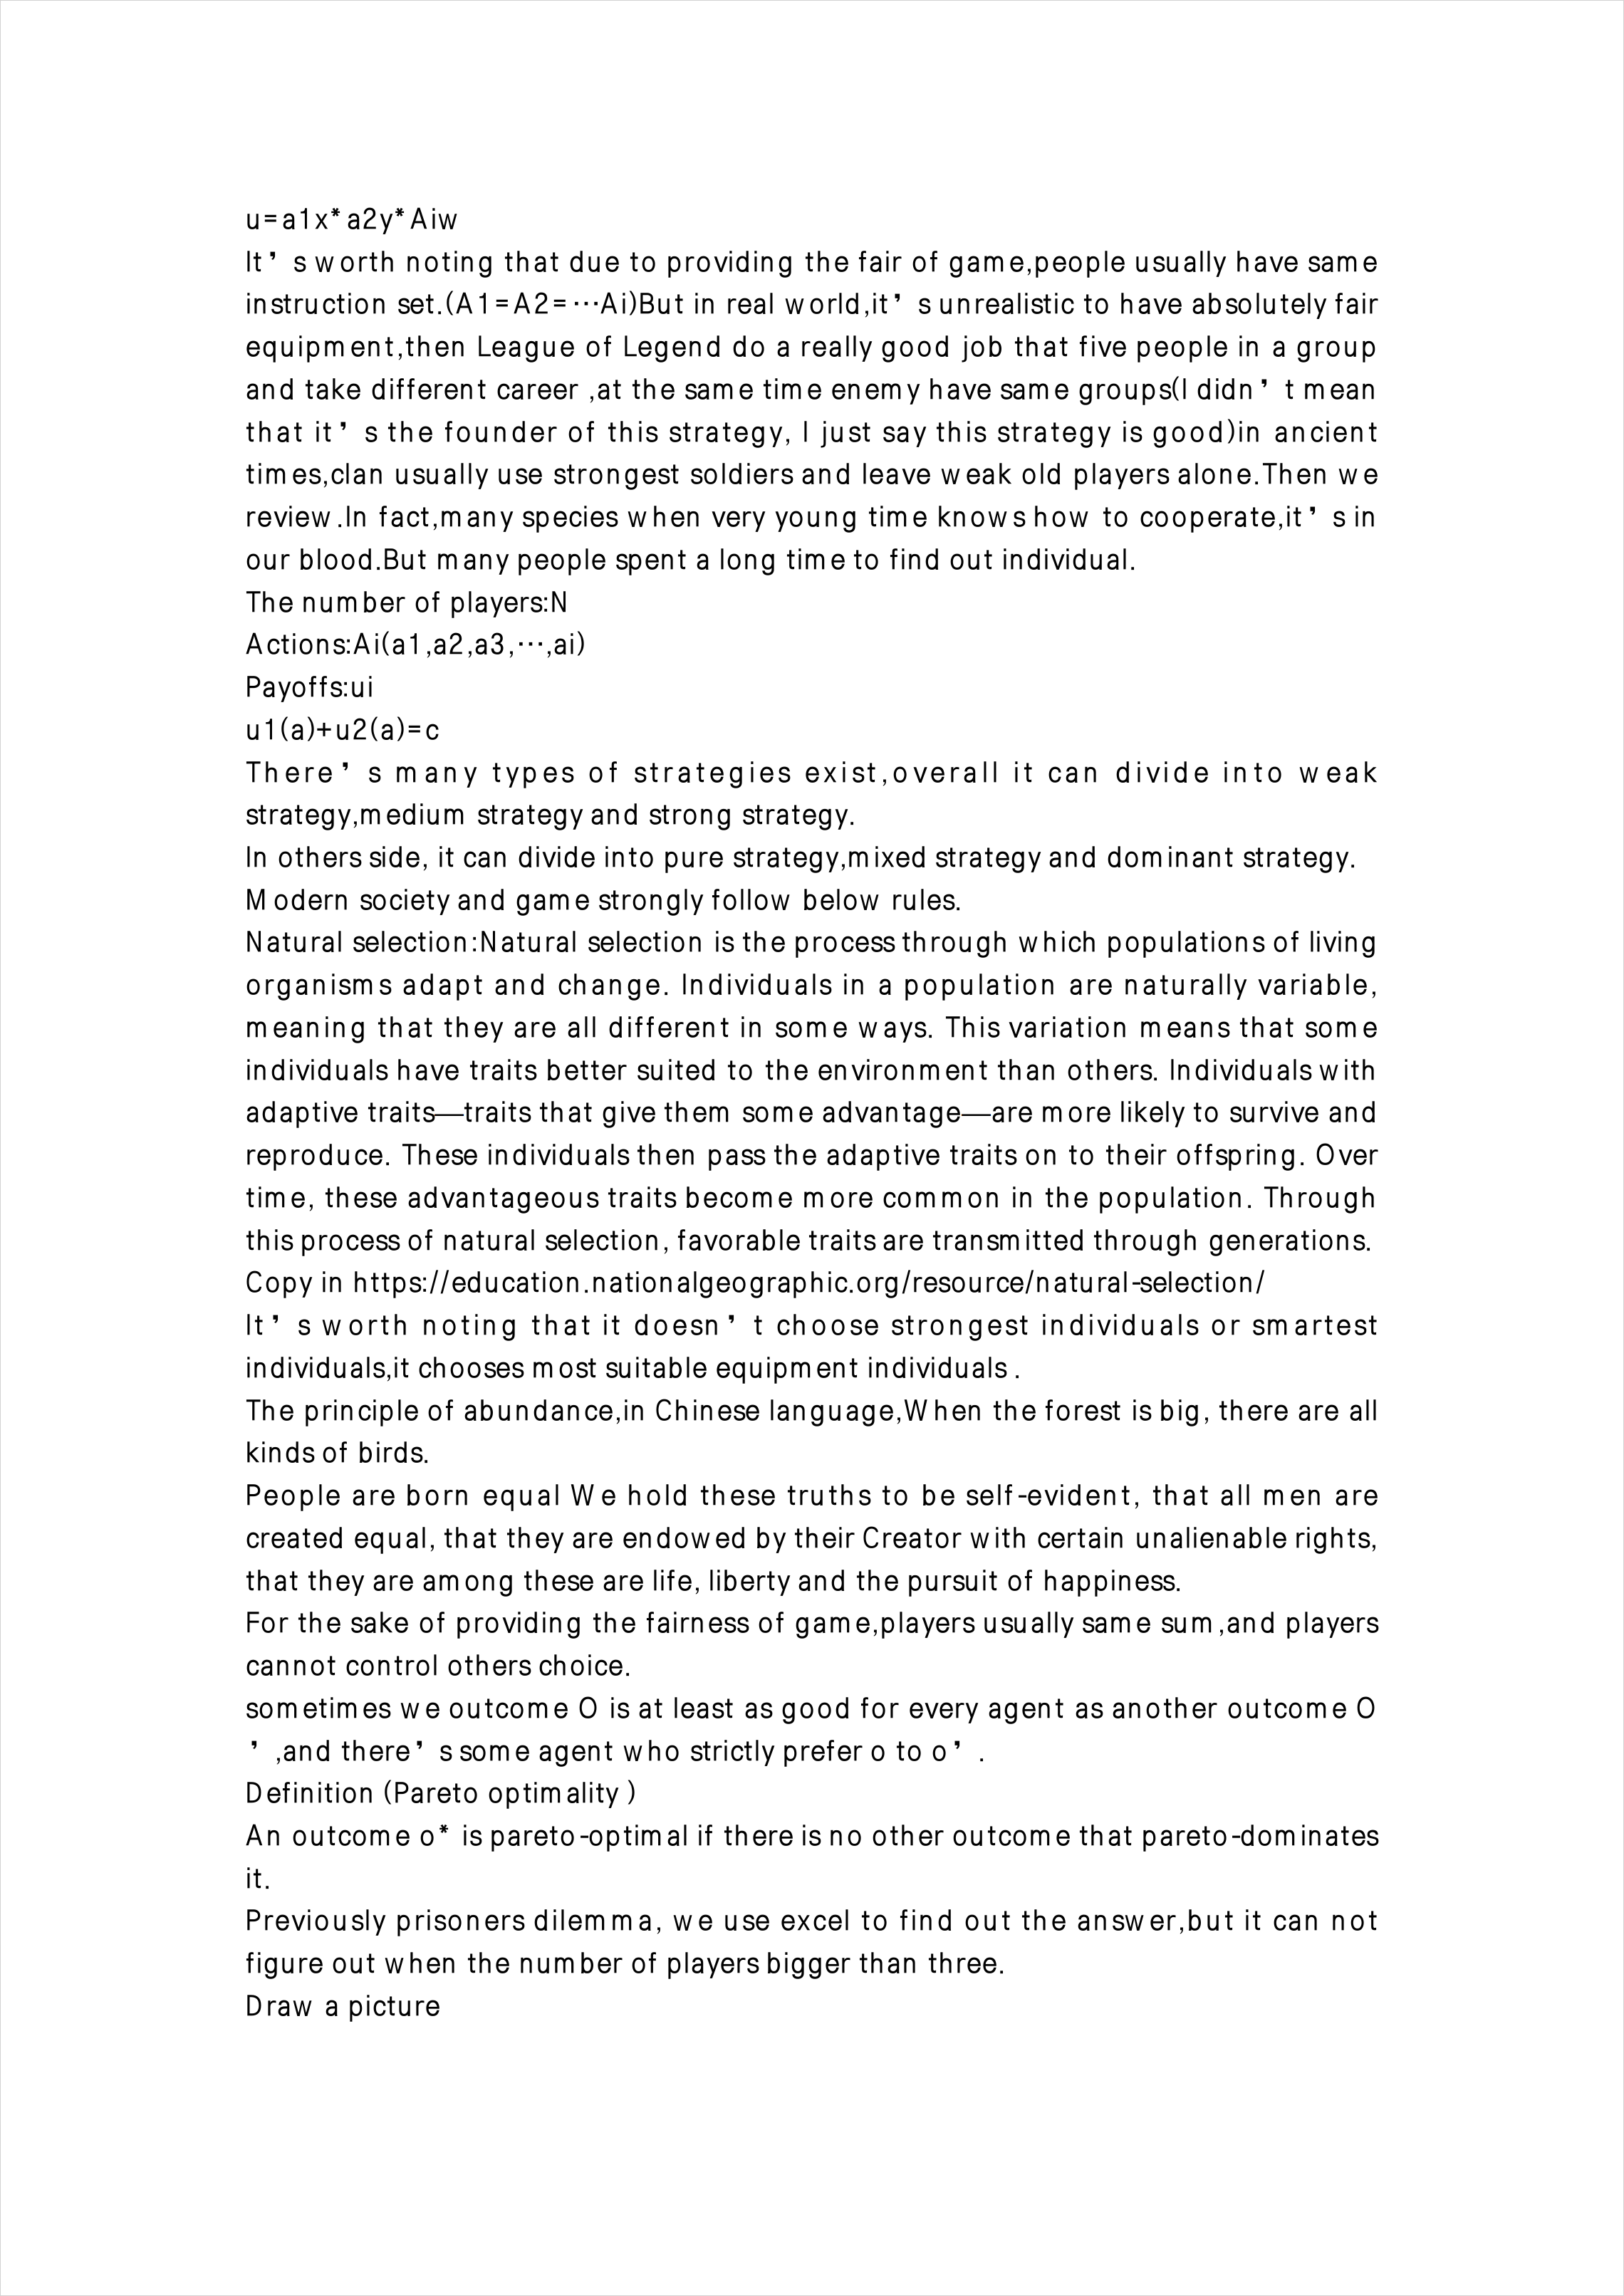 u=a1x*a2y*Aiw
It’s worth noting that due to providing the fair of game,people usually have same
instruction set.(A1=A2=…Ai)But in real world,it’s unrealistic to have absolutely fair
equipment,then League of Legend do a really good job that five people in a group
and take different career ,at the same time enemy have same groups(I didn’t mean
that it’s the founder of this strategy, I just say this strategy is good)in ancient
times,clan usually use strongest soldiers and leave weak old players alone.Then we
review.In fact,many species when very young time knows how to cooperate,it’s in
our blood.But many people spent a long time to find out individual.
The number of players:N
Actions:Ai(a1,a2,a3,…,ai)
Payoffs:ui
u1(a)+u2(a)=c
There’s many types of strategies exist,overall it can divide into weak
strategy,medium strategy and strong strategy.
In others side, it can divide into pure strategy,mixed strategy and dominant strategy.
Modern society and game strongly follow below rules.
Natural selection:Natural selection is the process through which populations of living
organisms adapt and change. Individuals in a population are naturally variable,
meaning that they are all different in some ways. This variation means that some
individuals have traits better suited to the environment than others. Individuals with
adaptive traits—traits that give them some advantage—are more likely to survive and
reproduce. These individuals then pass the adaptive traits on to their offspring. Over
time, these advantageous traits become more common in the population. Through
this process of natural selection, favorable traits are transmitted through generations.
Copy in https://education.nationalgeographic.org/resource/natural-selection/
It’s worth noting that it doesn’t choose strongest individuals or smartest
individuals,it chooses most suitable equipment individuals.
The principle of abundance,in Chinese language,When the forest is big, there are all
kinds of birds.
People are born equal We hold these truths to be self-evident, that all men are
created equal, that they are endowed by their Creator with certain unalienable rights,
that they are among these are life, liberty and the pursuit of happiness.
For the sake of providing the fairness of game,players usually same sum,and players
cannot control others choice.
sometimes we outcome O is at least as good for every agent as another outcome O
’,and there’s some agent who strictly prefer o to o’.
Definition (Pareto optimality)
An outcome o* is pareto-optimal if there is no other outcome that pareto-dominates
it.
Previously prisoners dilemma, we use excel to find out the answer,but it can not
figure out when the number of players bigger than three.
Draw a picture